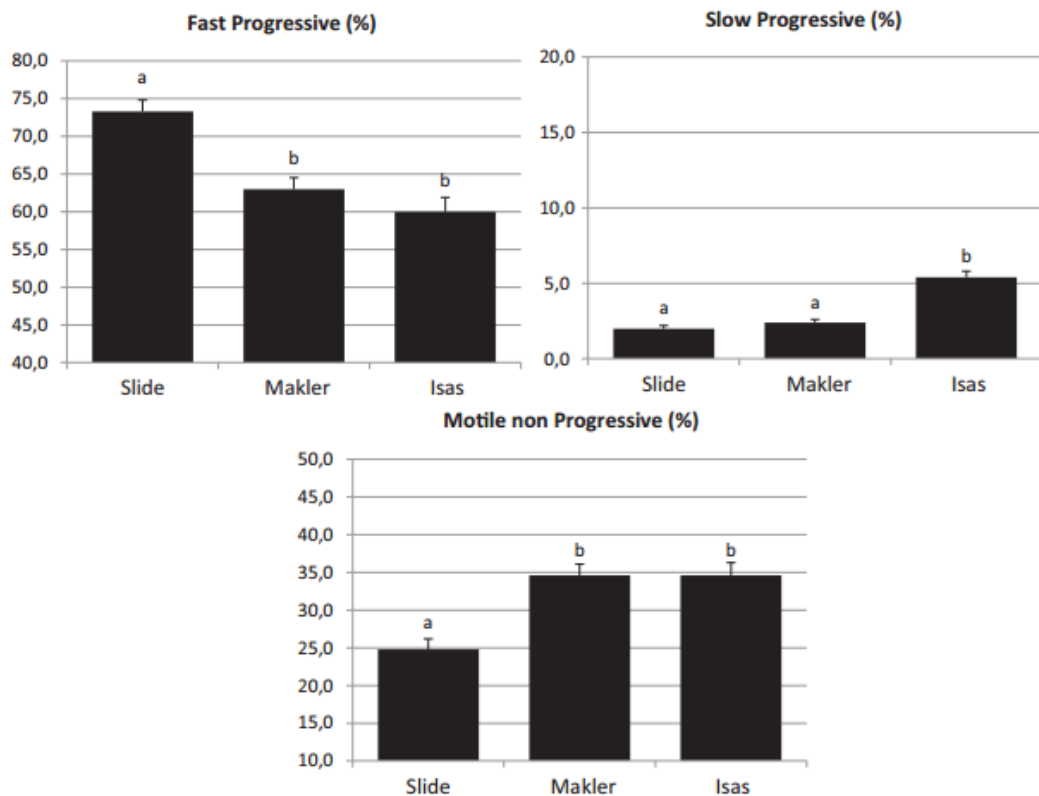 Fast Progressive (%)
80,0
75,0
70,0
65,0
60,0
55,0
50,0
45,0
40,0
a
b
b
Slide Makler Isas
Slow Progressive (%)
20,0
15,0
10,0
5,0
0,0
a
a
b
Slide Makler Isas
Motile non Progressive (%)
50,0
45,0
40,0
35,0
30,0
25,0
20,0
15,0
10,0
a
b
b
Slide Makler Isas